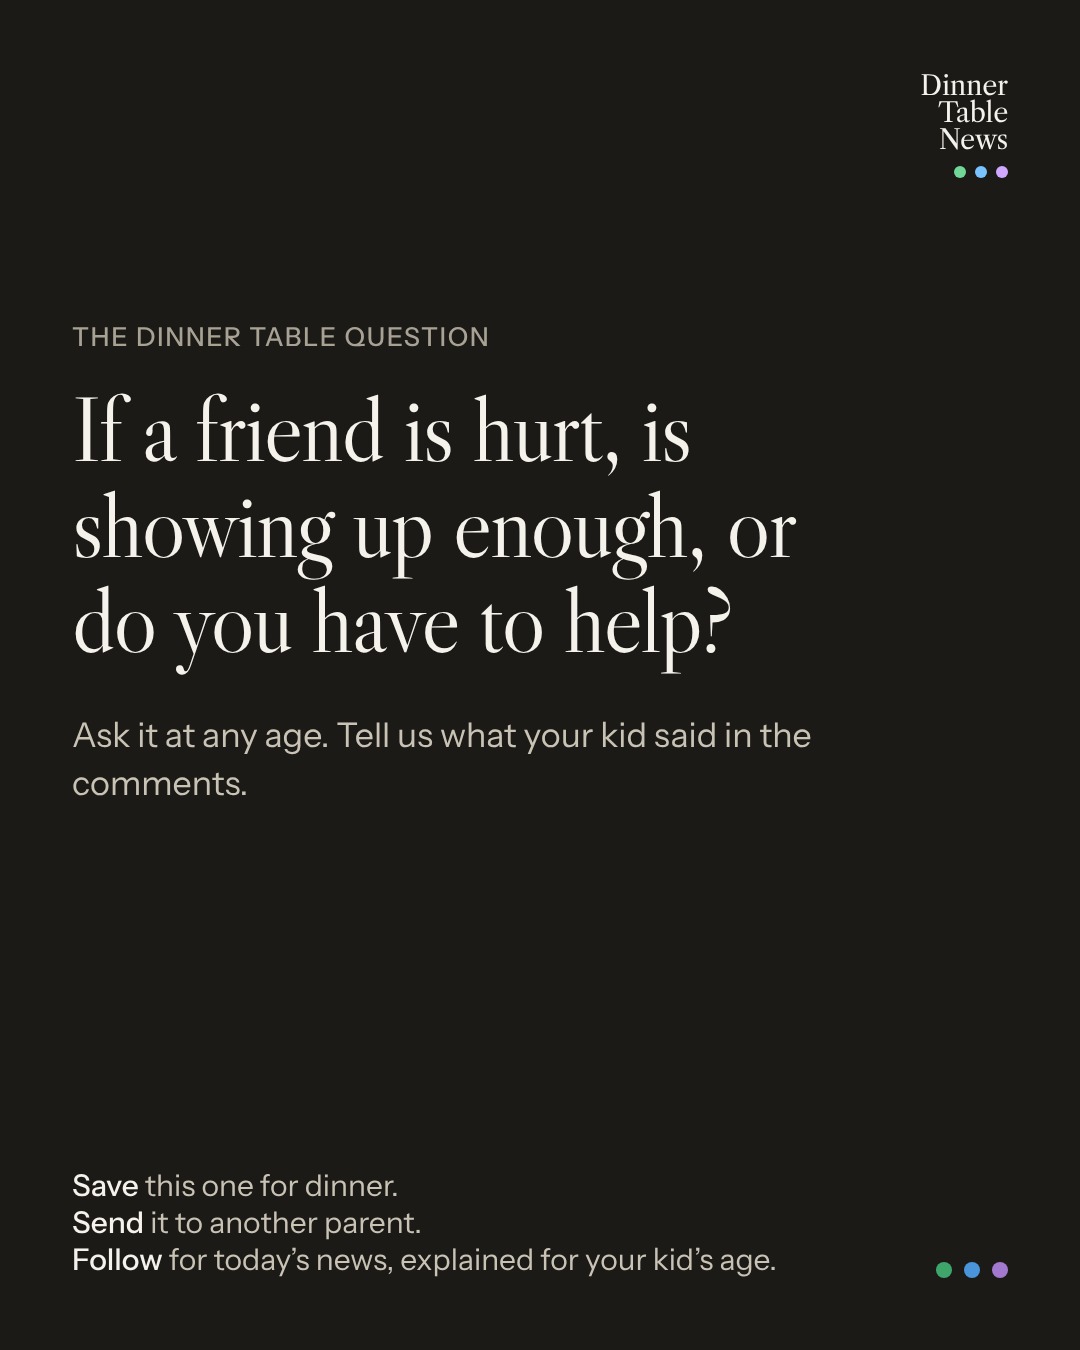 Dinner
Table
News
THE DINNER TABLE QUESTION
If a friend is hurt, is
showing up enough, or
do you have to help?
Ask it at any age. Tell us what your kid said in the
comments.
Save this one for dinner.
Send it to another parent.
Follow for today’s news, explained for your kid’s age.